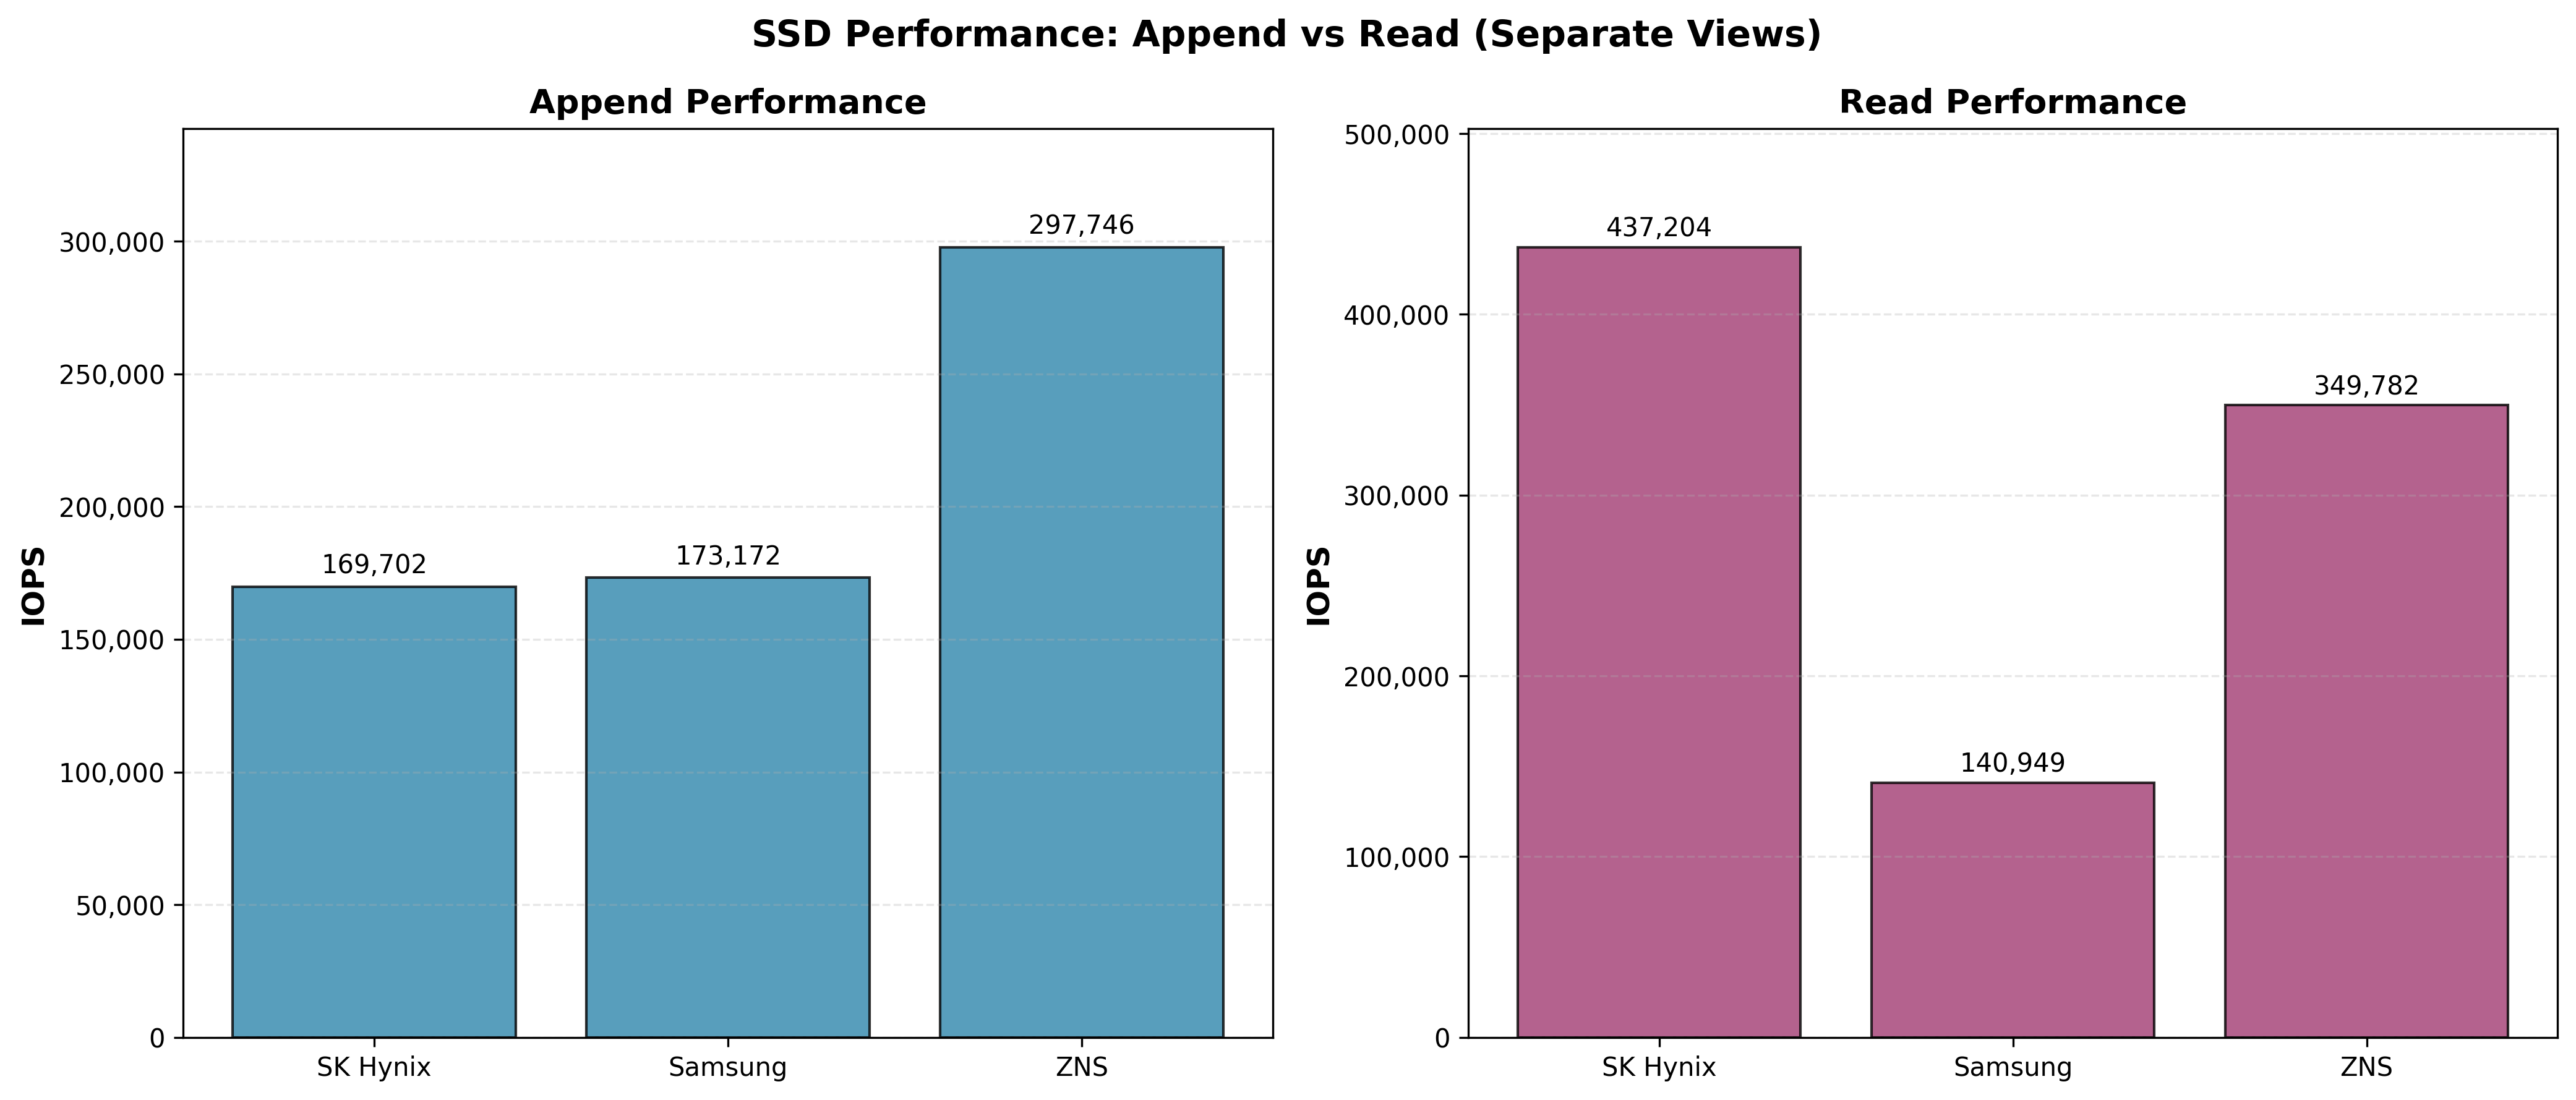 SSD Performance: Append vs Read (Separate Views)
Append Performance
IOPS
300,000
250,000
200,000
150,000
100,000
50,000
0
169,702
173,172
297,746
SK Hynix
Samsung
ZNS
Read Performance
IOPS
500,000
400,000
300,000
200,000
100,000
0
437,204
140,949
349,782
SK Hynix
Samsung
ZNS